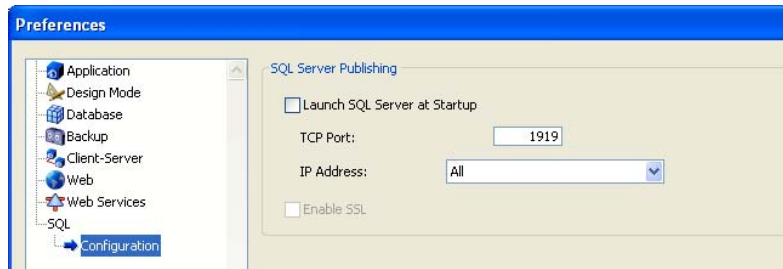 Preferences
Application
Design Mode
Database
Backup
Client-Server
Web
Web Services
SQL
Configuration
SQL Server Publishing
Launch SQL Server at Startup
TCP Port: 1919
IP Address: All
Enable SSL